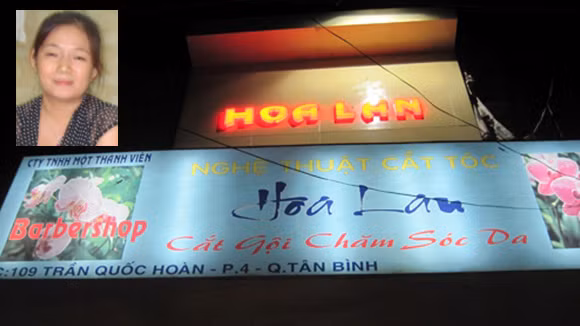 HOA LAN
CTY TNHH MỘT THÀNH VIÊN
NGHỆ THUẬT CẮT TÓC
Hoa Lan
Barbershop
Cắt Gội Chăm Sóc Da
C:109 TRẦN QUỐC HOÀN - P.4 - Q.TÂN BÌNH